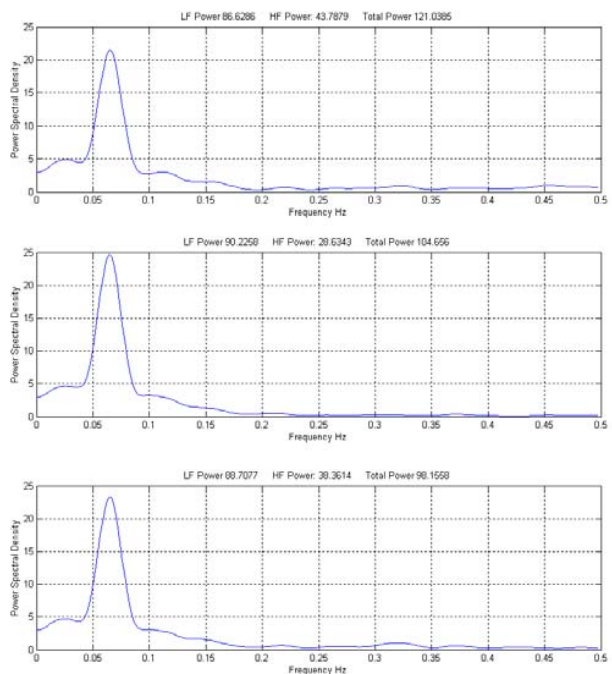 LF Power 86.6286 HF Power: 43.7879 Total Power 121.0385
25
20
15
10
5
0
Power Spectral Density
0 0.05 0.1 0.15 0.2 0.25 0.3 0.35 0.4 0.45 0.5
Frequency Hz
LF Power 90.2258 HF Power: 28.6343 Total Power 104.656
25
20
15
10
5
0
Power Spectral Density
0 0.05 0.1 0.15 0.2 0.25 0.3 0.35 0.4 0.45 0.5
Frequency Hz
LF Power 88.7077 HF Power: 38.3614 Total Power 98.1558
25
20
15
10
5
0
Power Spectral Density
0 0.05 0.1 0.15 0.2 0.25 0.3 0.35 0.4 0.45 0.5
Frequency Hz